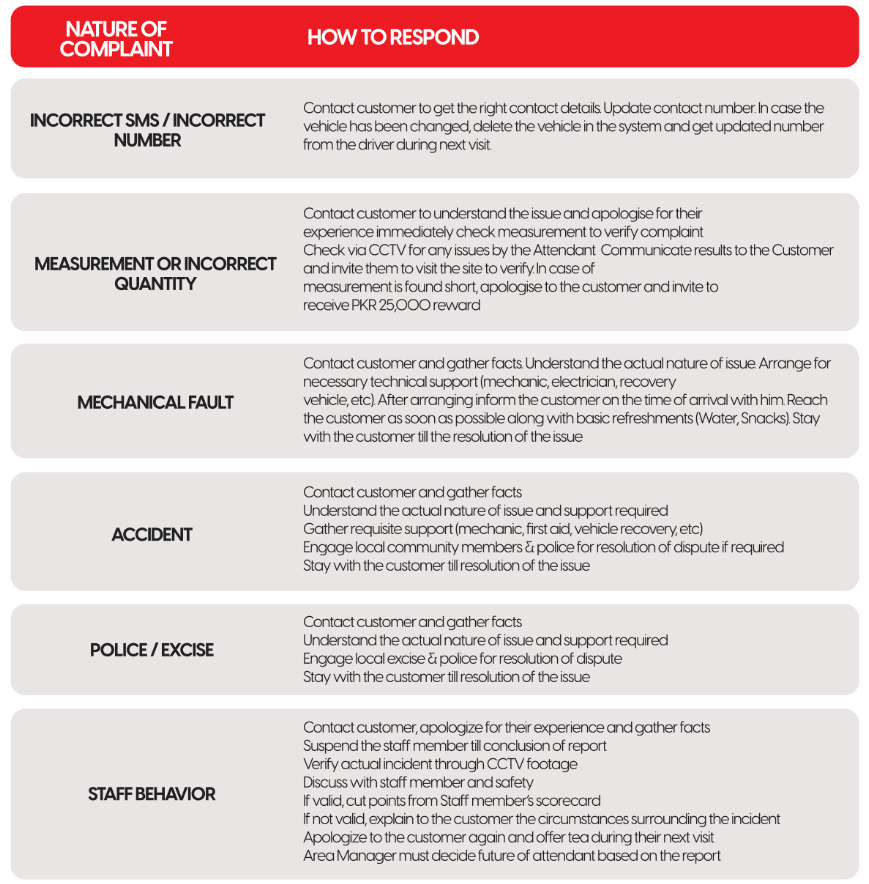 NATURE OF
COMPLAINT
HOW TO RESPOND
INCORRECT SMS / INCORRECT
NUMBER
Contact customer to get the right contact details. Update contact number. In case the
vehicle has been changed, delete the vehicle in the system and get updated number
from the driver during next visit.
MEASUREMENT OR INCORRECT
QUANTITY
Contact customer to understand the issue and apologise for their
experience immediately check measurement to verify complaint
Check via CCTV for any issues by the Attendant Communicate results to the Customer
and invite them to visit the site to verify. In case of
measurement is found short, apologise to the customer and invite to
receive PKR 25,000 reward
MECHANICAL FAULT
Contact customer and gather facts. Understand the actual nature of issue. Arrange for
necessary technical support (mechanic, electrician, recovery
vehicle, etc). After arranging inform the customer on the time of arrival with him. Reach
the customer as soon as possible along with basic refreshments (Water, Snacks). Stay
with the customer till the resolution of the issue
ACCIDENT
Contact customer and gather facts
Understand the actual nature of issue and support required
Gather requisite support (mechanic, first aid, vehicle recovery, etc)
Engage local community members & police for resolution of dispute if required
Stay with the customer till resolution of the issue
POLICE / EXCISE
Contact customer and gather facts
Understand the actual nature of issue and support required
Engage local excise & police for resolution of dispute
Stay with the customer till resolution of the issue
STAFF BEHAVIOR
Contact customer, apologize for their experience and gather facts
Suspend the staff member till conclusion of report
Verify actual incident through CCTV footage
Discuss with staff member and safety
If valid, cut points from Staff member's scorecard
If not valid, explain to the customer the circumstances surrounding the incident
Apologize to the customer again and offer tea during their next visit
Area Manager must decide future of attendant based on the report